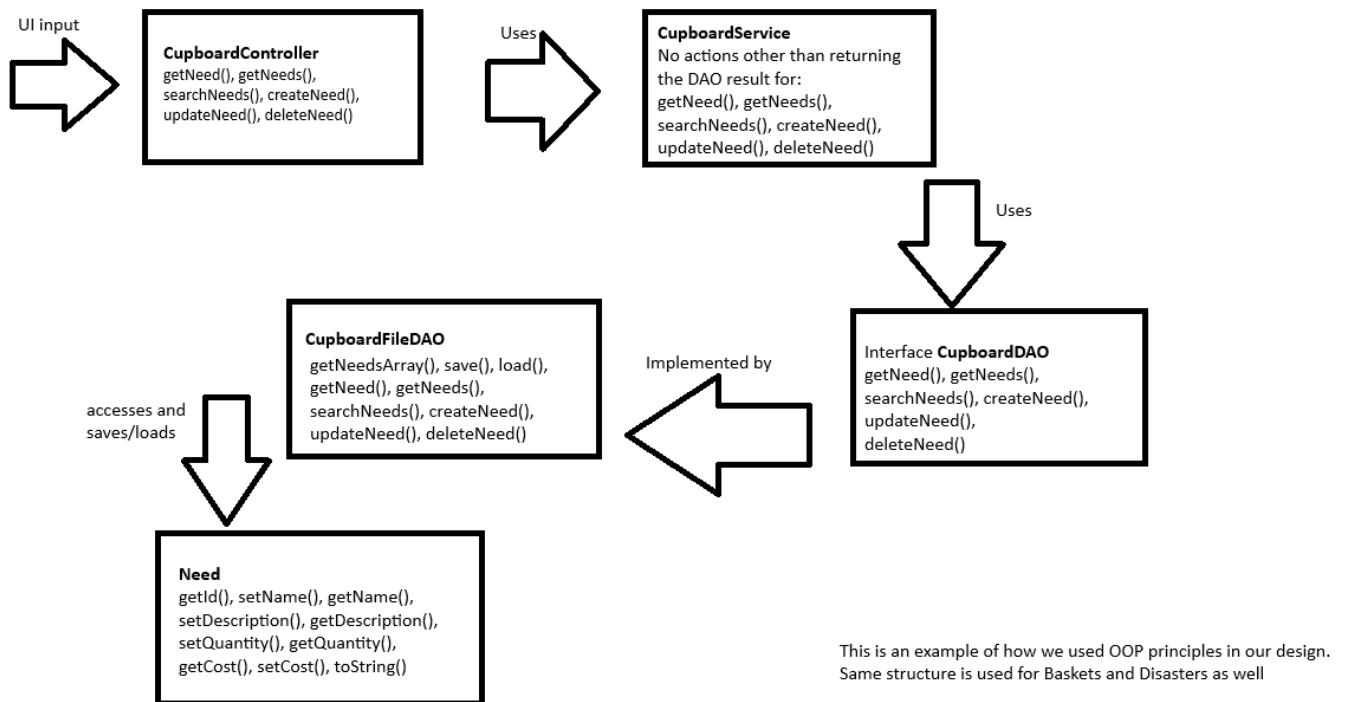 UI input
CupboardController
getNeed(), getNeeds(),
searchNeeds(), createNeed(),
updateNeed(), deleteNeed()
Uses
CupboardService
No actions other than returning
the DAO result for:
getNeed(), getNeeds(),
searchNeeds(), createNeed(),
updateNeed(), deleteNeed()
Uses
Interface CupboardDAO
getNeed(), getNeeds(),
searchNeeds(), createNeed(),
updateNeed(),
deleteNeed()
Implemented by
CupboardFileDAO
getNeedsArray(), save(), load(),
getNeed(), getNeeds(),
searchNeeds(), createNeed(),
updateNeed(), deleteNeed()
accesses and
saves/loads
Need
getId(), setName(), getName(),
setDescription(), getDescription(),
setQuantity(), getQuantity(),
getCost(), setCost(), toString()
This is an example of how we used OOP principles in our design.
Same structure is used for Baskets and Disasters as well